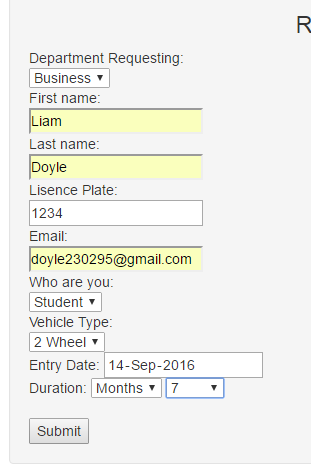 R
Department Requesting:
Business
First name:
Liam
Last name:
Doyle
Lisence Plate:
1234
Email:
doyle230295@gmail.com
Who are you:
Student
Vehicle Type:
2 Wheel
Entry Date: 14-Sep-2016
Duration: Months 7
Submit